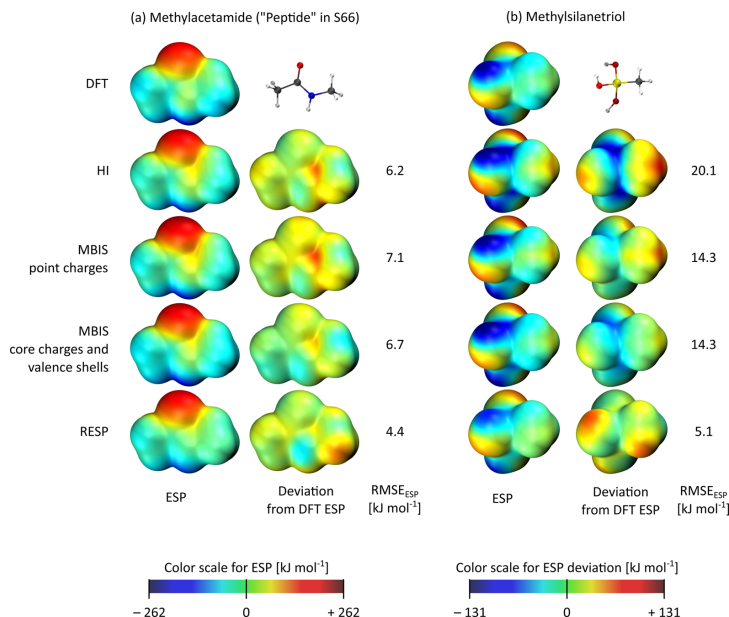 (a) Methylacetamide ("Peptide" in S66)
(b) Methylsilanetriol
DFT
HI
6.2
20.1
MBIS
point charges
7.1
14.3
MBIS
core charges and
valence shells
6.7
14.3
RESP
4.4
5.1
ESP
Deviation
from DFT ESP
RMSE_ESP
[kJ mol⁻¹]
ESP
Deviation
from DFT ESP
RMSE_ESP
[kJ mol⁻¹]
Color scale for ESP [kJ mol⁻¹]
− 262
0
+ 262
Color scale for ESP deviation [kJ mol⁻¹]
− 131
0
+ 131